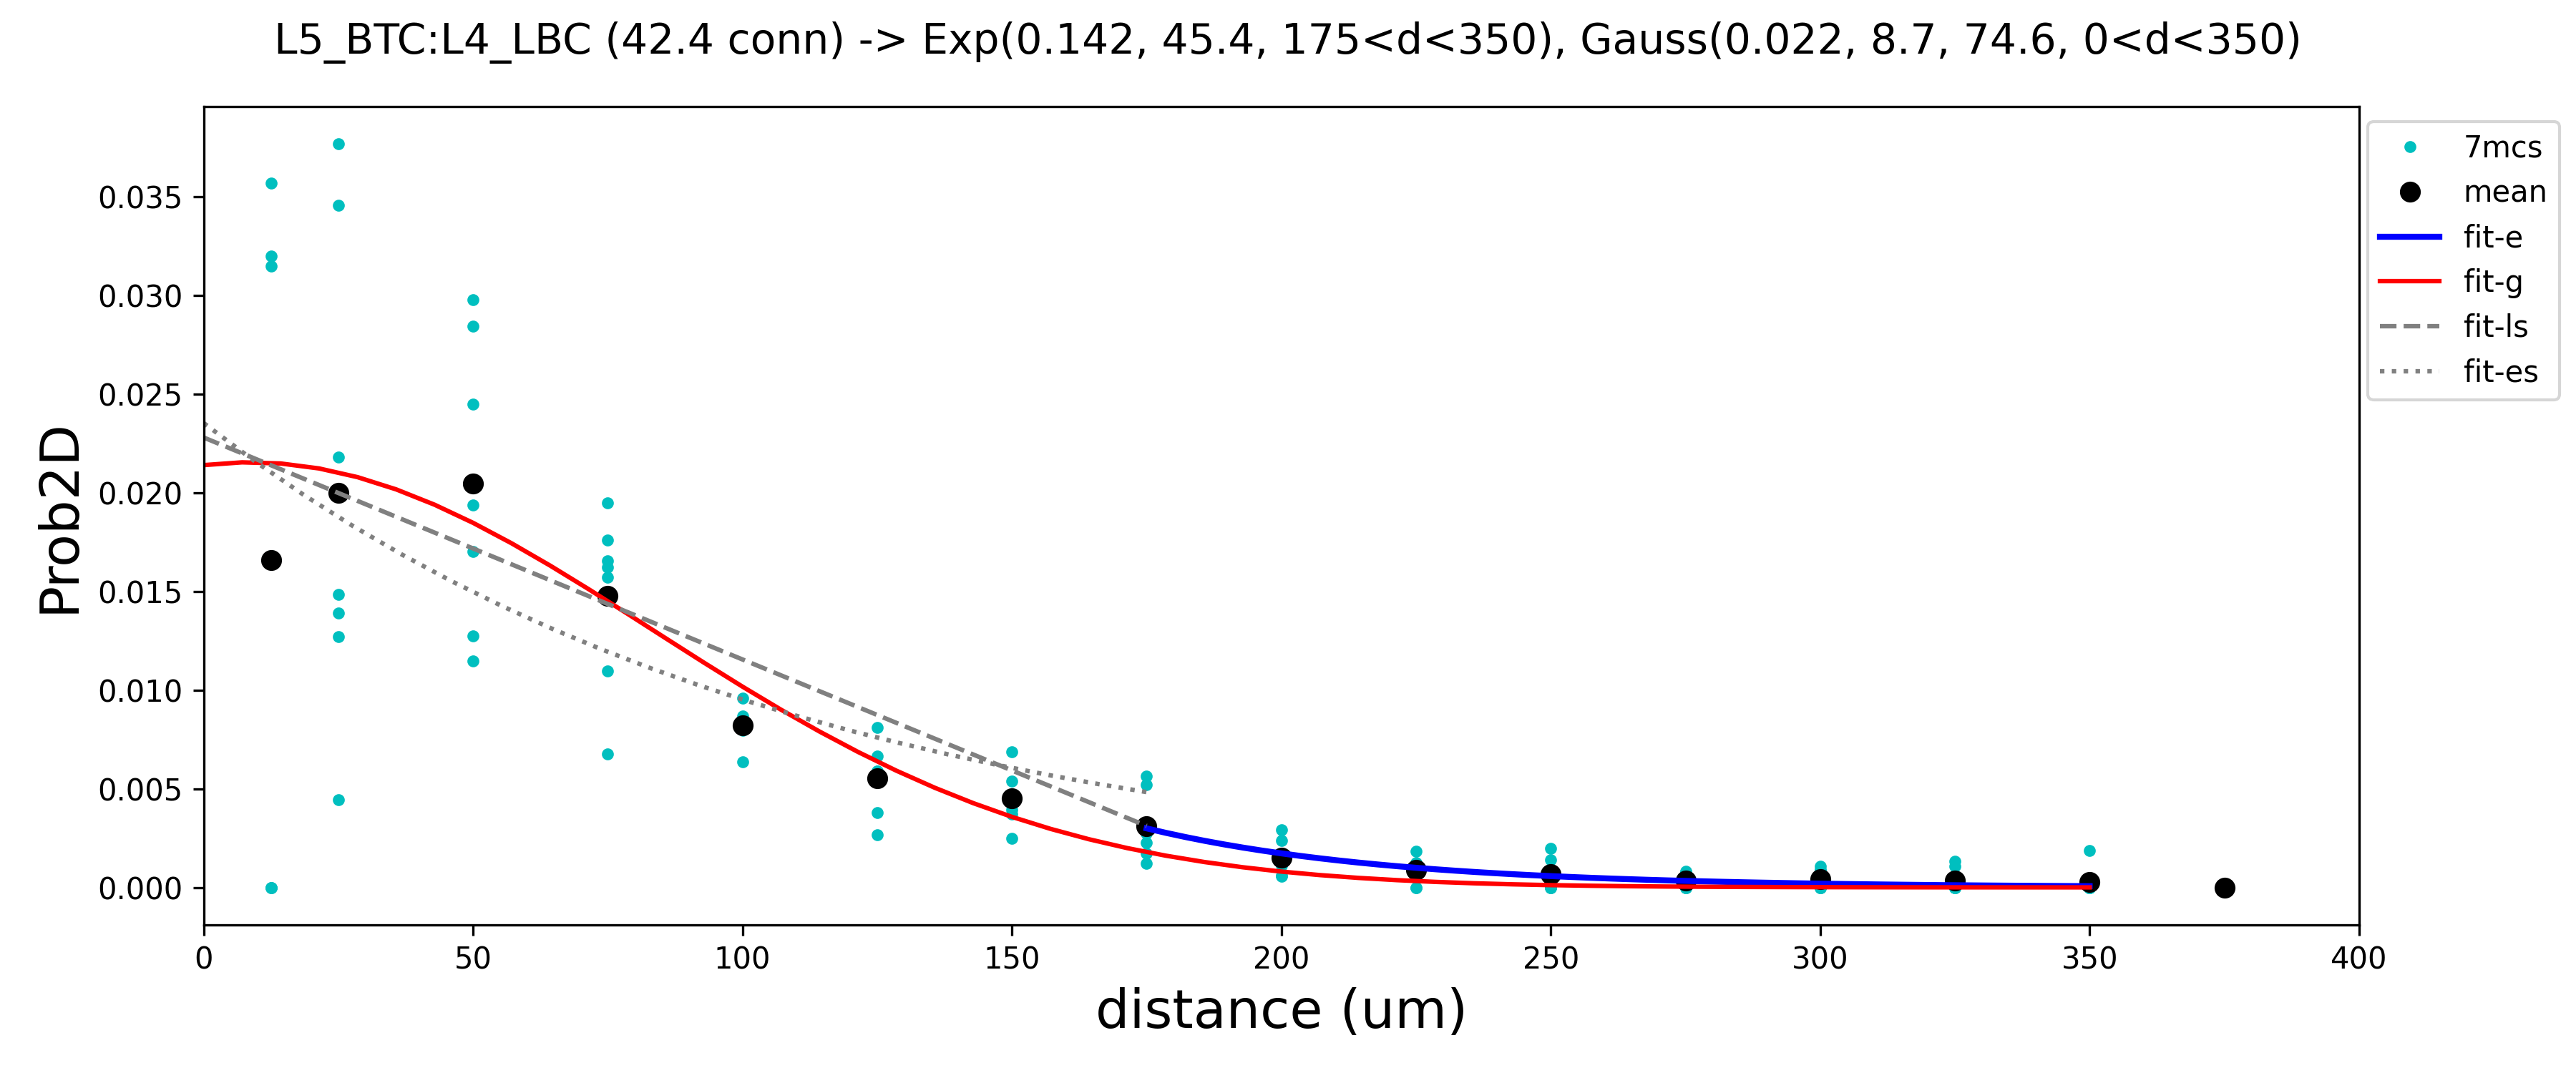 L5_BTC:L4_LBC (42.4 conn) -> Exp(0.142, 45.4, 175<d<350), Gauss(0.022, 8.7, 74.6, 0<d<350)
7mcs
mean
fit-e
fit-g
fit-ls
fit-es
Prob2D
0.035
0.030
0.025
0.020
0.015
0.010
0.005
0.000
0 50 100 150 200 250 300 350 400
distance (um)